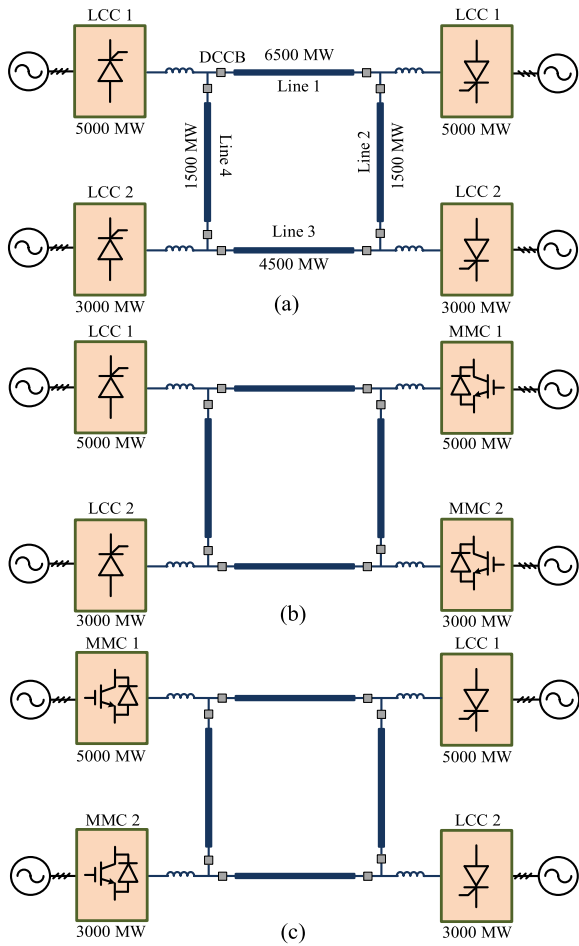 LCC 1
LCC 1
DCCB
6500 MW
Line 1
5000 MW
5000 MW
1500 MW
Line 4
Line 2
1500 MW
LCC 2
LCC 2
Line 3
4500 MW
3000 MW
3000 MW
(a)
LCC 1
MMC 1
5000 MW
5000 MW
LCC 2
MMC 2
3000 MW
3000 MW
(b)
MMC 1
LCC 1
5000 MW
5000 MW
MMC 2
LCC 2
3000 MW
3000 MW
(c)